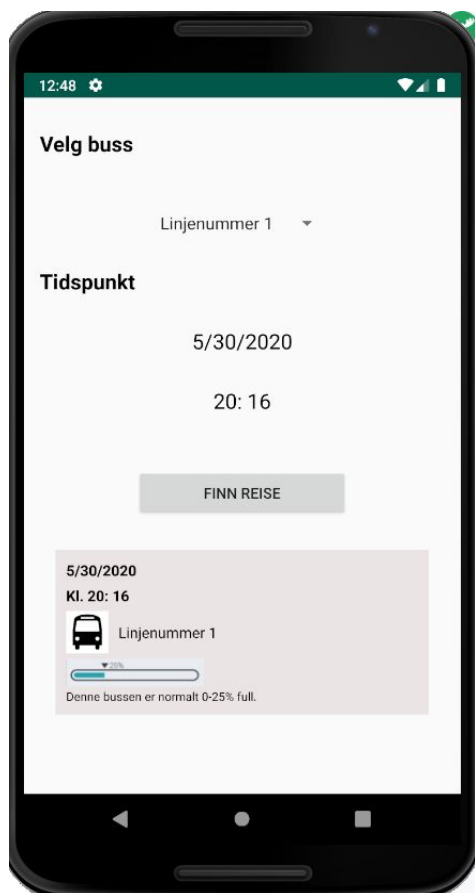 12:48
Velg buss
Linjenummer 1
Tidspunkt
5/30/2020
20: 16
FINN REISE
5/30/2020
Kl. 20: 16
Linjenummer 1
20%
Denne bussen er normalt 0-25% full.